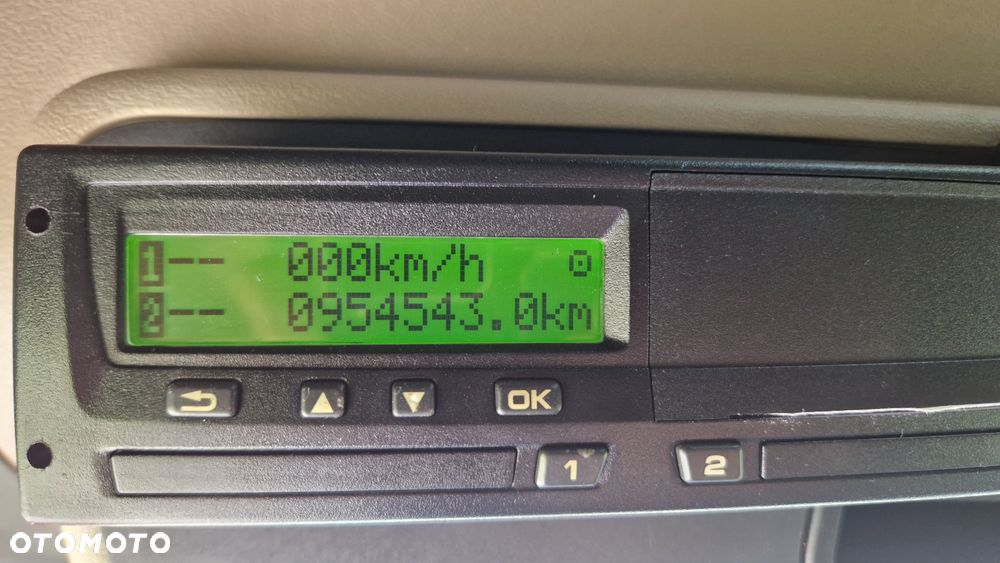 1-- 000km/h o
2-- 0954543.0km
OK
1 2
OTOMOTO